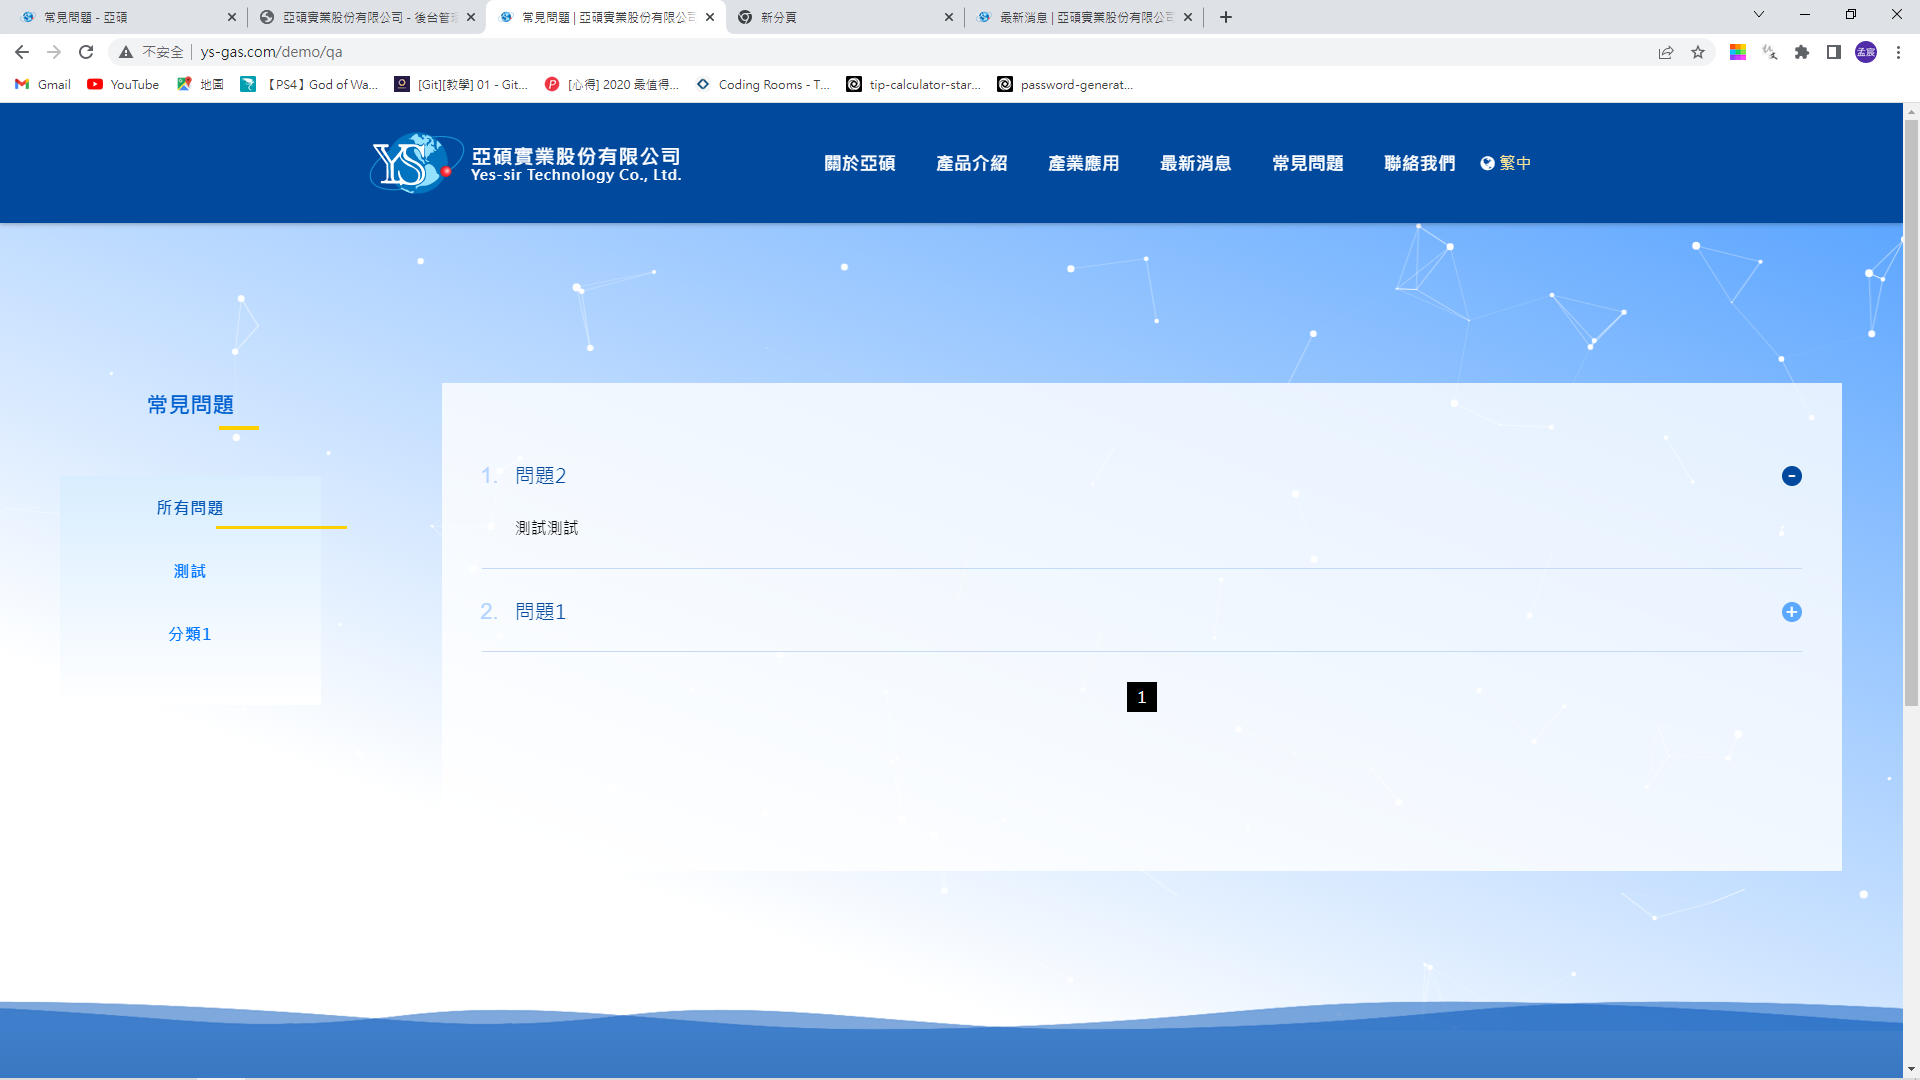 常見問題 - 亞碩
亞碩實業股份有限公司 - 後台管理
常見問題 | 亞碩實業股份有限公司
新分頁
最新消息 | 亞碩實業股份有限公司
不安全
ys-gas.com/demo/qa
孟宸
Gmail
YouTube
地圖
【PS4】God of Wa...
[Git][教學] 01 - Git...
[心得] 2020 最值得...
Coding Rooms - T...
tip-calculator-star...
password-generat...
YS
亞碩實業股份有限公司
Yes-sir Technology Co., Ltd.
關於亞碩
產品介紹
產業應用
最新消息
常見問題
聯絡我們
繁中
常見問題
所有問題
測試
分類1
1. 問題2
測試測試
2. 問題1
1